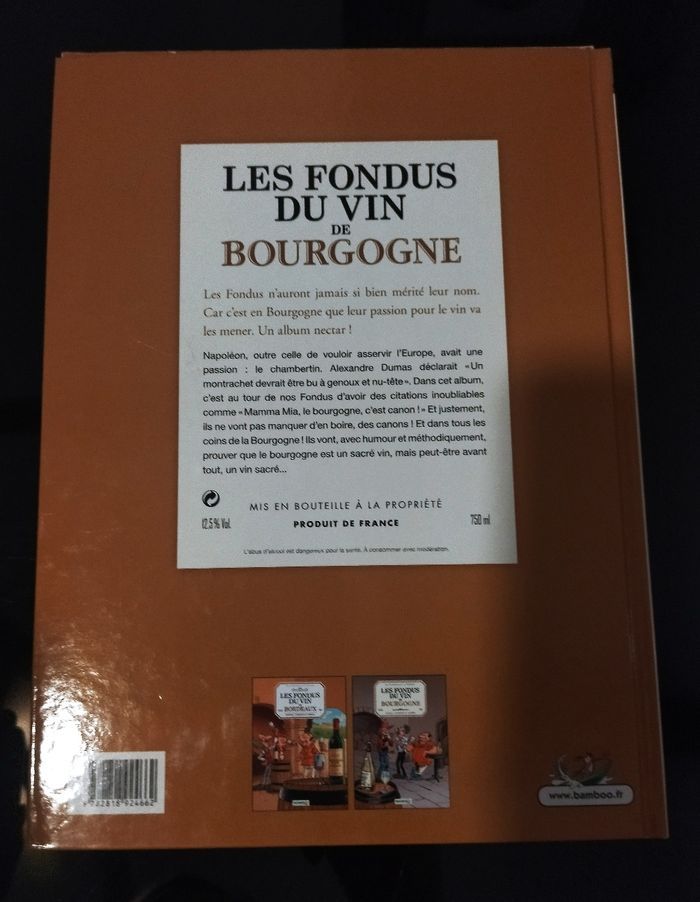 LES FONDUS
DU VIN
DE
BOURGOGNE
Les Fondus n'auront jamais si bien mérité leur nom.
Car c'est en Bourgogne que leur passion pour le vin va
les mener. Un album nectar !
Napoléon, outre celle de vouloir asservir l'Europe, avait une
passion : le chambertin. Alexandre Dumas déclarait «Un
montrachet devrait être bu à genoux et nu-tête». Dans cet album,
c'est au tour de nos Fondus d'avoir des citations inoubliables
comme «Mamma Mia, le bourgogne, c'est canon !» Et justement,
ils ne vont pas manquer d'en boire, des canons ! Et dans tous les
coins de la Bourgogne ! Ils vont, avec humour et méthodiquement,
prouver que le bourgogne est un sacré vin, mais peut-être avant
tout, un vin sacré...
MIS EN BOUTEILLE À LA PROPRIÉTÉ
12.5 % Vol. PRODUIT DE FRANCE 750 ml
L'abus d'alcool est dangereux pour la santé. À consommer avec modération.
LES FONDUS
DU VIN
DE BORDEAUX
LES FONDUS
DU VIN
DE BOURGOGNE
9 782818 924662
www.bamboo.fr